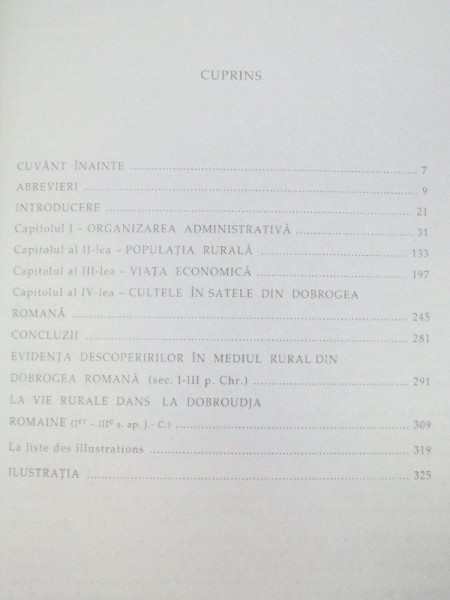 CUPRINS
CUVÂNT ÎNAINTE ........ 7
ABREVIERI ........ 9
INTRODUCERE ........ 21
Capitolul I – ORGANIZAREA ADMINISTRATIVĂ ........ 31
Capitolul al II-lea – POPULAȚIA RURALĂ ........ 133
Capitolul al III-lea – VIAȚA ECONOMICĂ ........ 197
Capitolul al IV-lea – CULTELE ÎN SATELE DIN DOBROGEA
ROMANĂ ........ 245
CONCLUZII ........ 281
EVIDENȚA DESCOPERIRILOR ÎN MEDIUL RURAL DIN
DOBROGEA ROMANĂ (sec. I-III p. Chr.) ........ 291
LA VIE RURALE DANS LA DOBROUDJA
ROMAINE (Ier – IIIe s. ap. J.- C.) ........ 309
La liste des illustrations ........ 319
ILUSTRAȚIA ........ 325